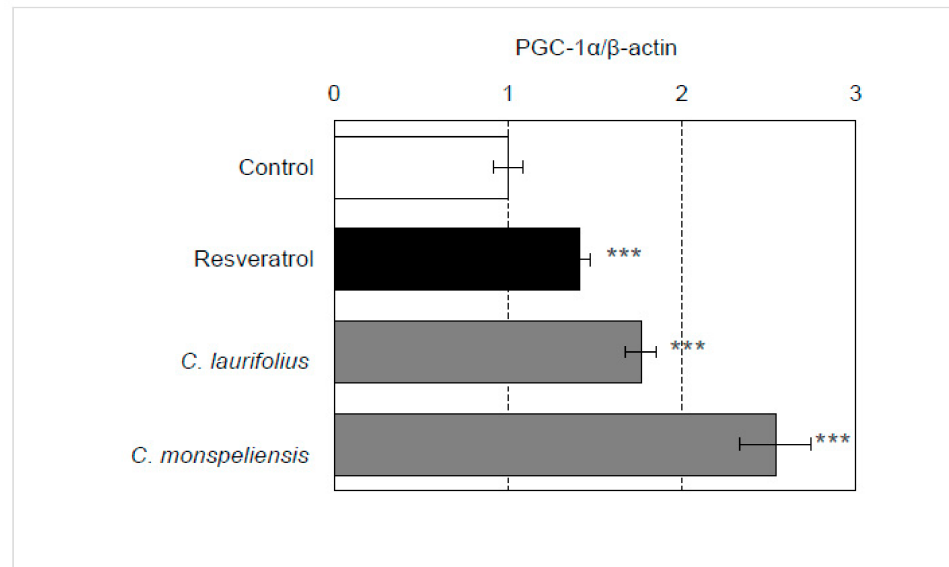 PGC-1α/β-actin
0 1 2 3
Control
Resveratrol ***
C. laurifolius ***
C. monspeliensis ***